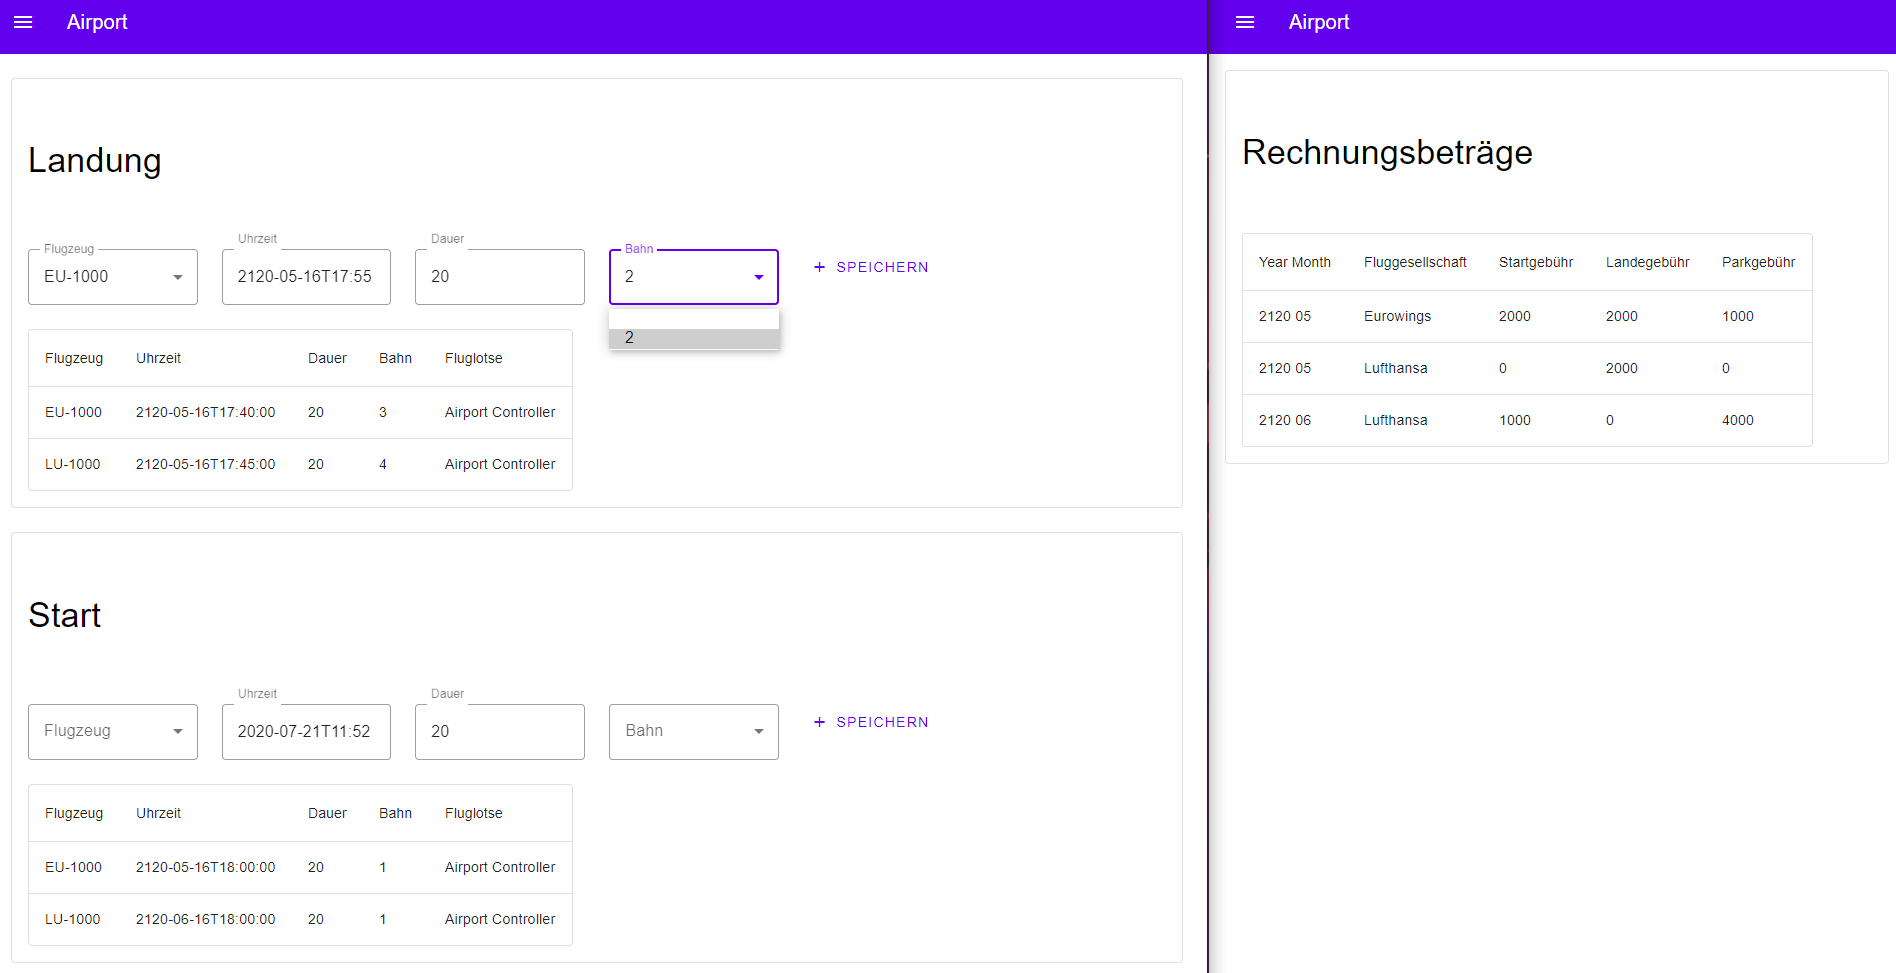 Airport
Landung
Flugzeug Uhrzeit Dauer Bahn
EU-1000 2120-05-16T17:55 20 2 + SPEICHERN
2
Flugzeug Uhrzeit Dauer Bahn Fluglotse
EU-1000 2120-05-16T17:40:00 20 3 Airport Controller
LU-1000 2120-05-16T17:45:00 20 4 Airport Controller
Start
Uhrzeit Dauer
Flugzeug 2020-07-21T11:52 20 Bahn + SPEICHERN
Flugzeug Uhrzeit Dauer Bahn Fluglotse
EU-1000 2120-05-16T18:00:00 20 1 Airport Controller
LU-1000 2120-06-16T18:00:00 20 1 Airport Controller
Airport
Rechnungsbeträge
Year Month Fluggesellschaft Startgebühr Landegebühr Parkgebühr
2120 05 Eurowings 2000 2000 1000
2120 05 Lufthansa 0 2000 0
2120 06 Lufthansa 1000 0 4000